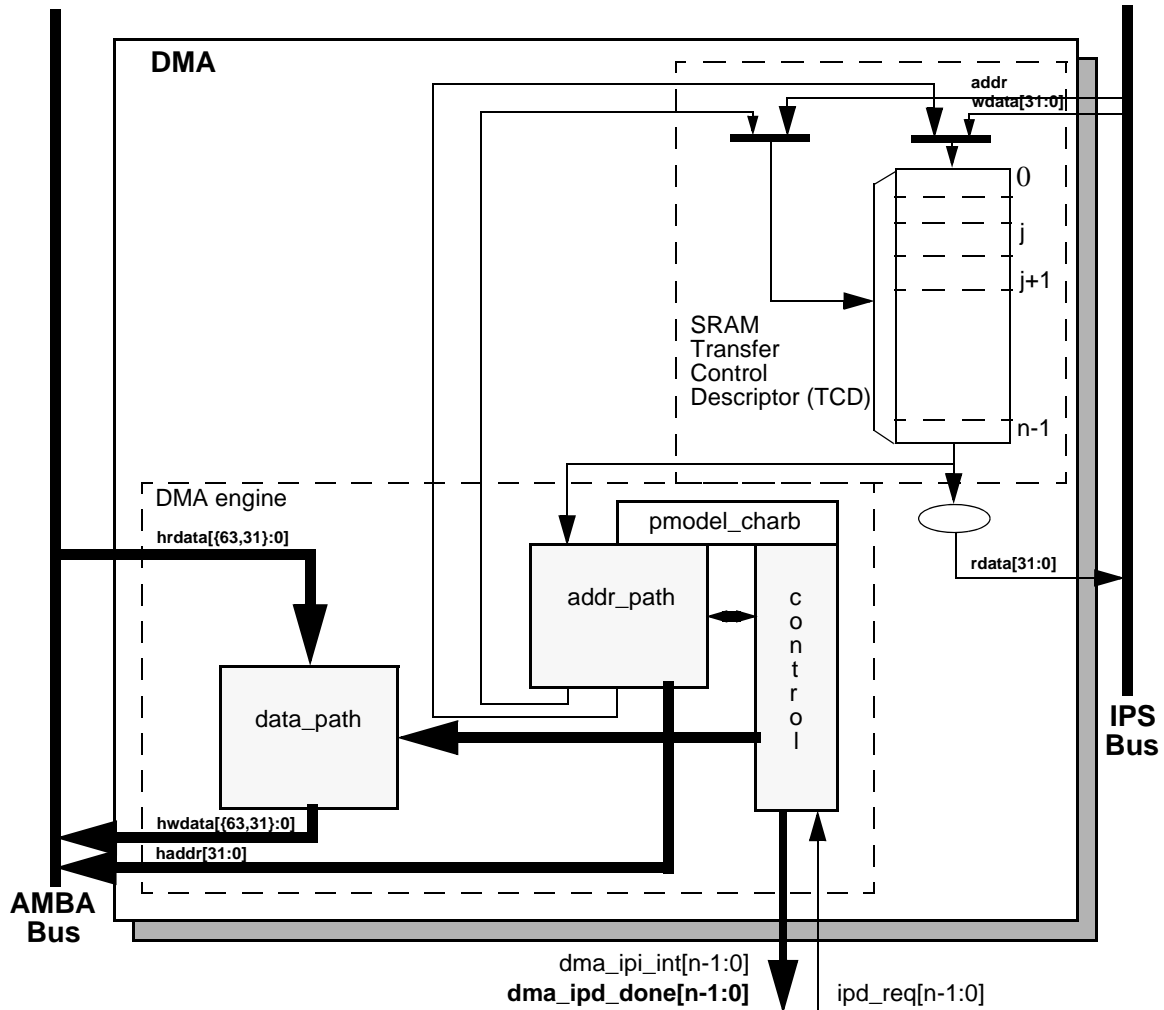 DMA
addr
wdata[31:0]
0
j
j+1
n-1
SRAM
Transfer
Control
Descriptor (TCD)
DMA engine
hrdata[{63,31}:0]
pmodel_charb
rdata[31:0]
addr_path
control
data_path
IPS
Bus
hwdata[{63,31}:0]
haddr[31:0]
AMBA
Bus
dma_ipi_int[n-1:0]
dma_ipd_done[n-1:0]
ipd_req[n-1:0]